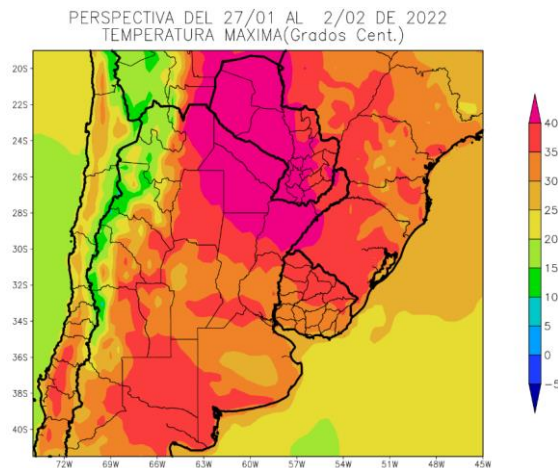 PERSPECTIVA DEL 27/01 AL 2/02 DE 2022
TEMPERATURA MAXIMA(Grados Cent.)
20S
22S
24S
26S
28S
30S
32S
34S
36S
38S
40S
72W
69W
66W
63W
60W
57W
54W
51W
48W
45W
40
35
30
25
20
15
10
5
0
-5